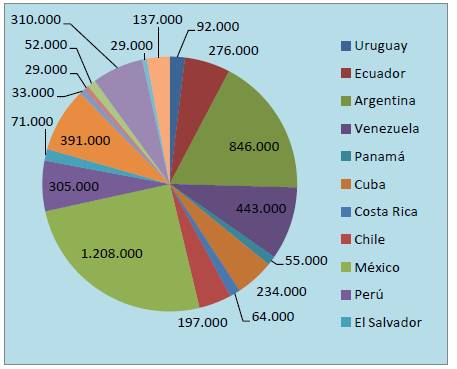 310.000
137.000
92.000
52.000
29.000
276.000
29.000
33.000
71.000
391.000
846.000
305.000
443.000
1.208.000
55.000
234.000
197.000
64.000
Uruguay
Ecuador
Argentina
Venezuela
Panamá
Cuba
Costa Rica
Chile
México
Perú
El Salvador